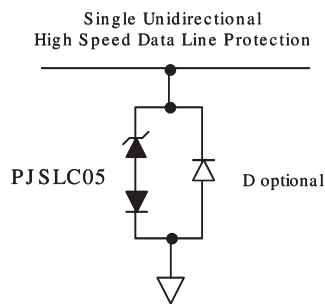 Single Unidirectional
High Speed Data Line Protection
PJSLC05
D optional